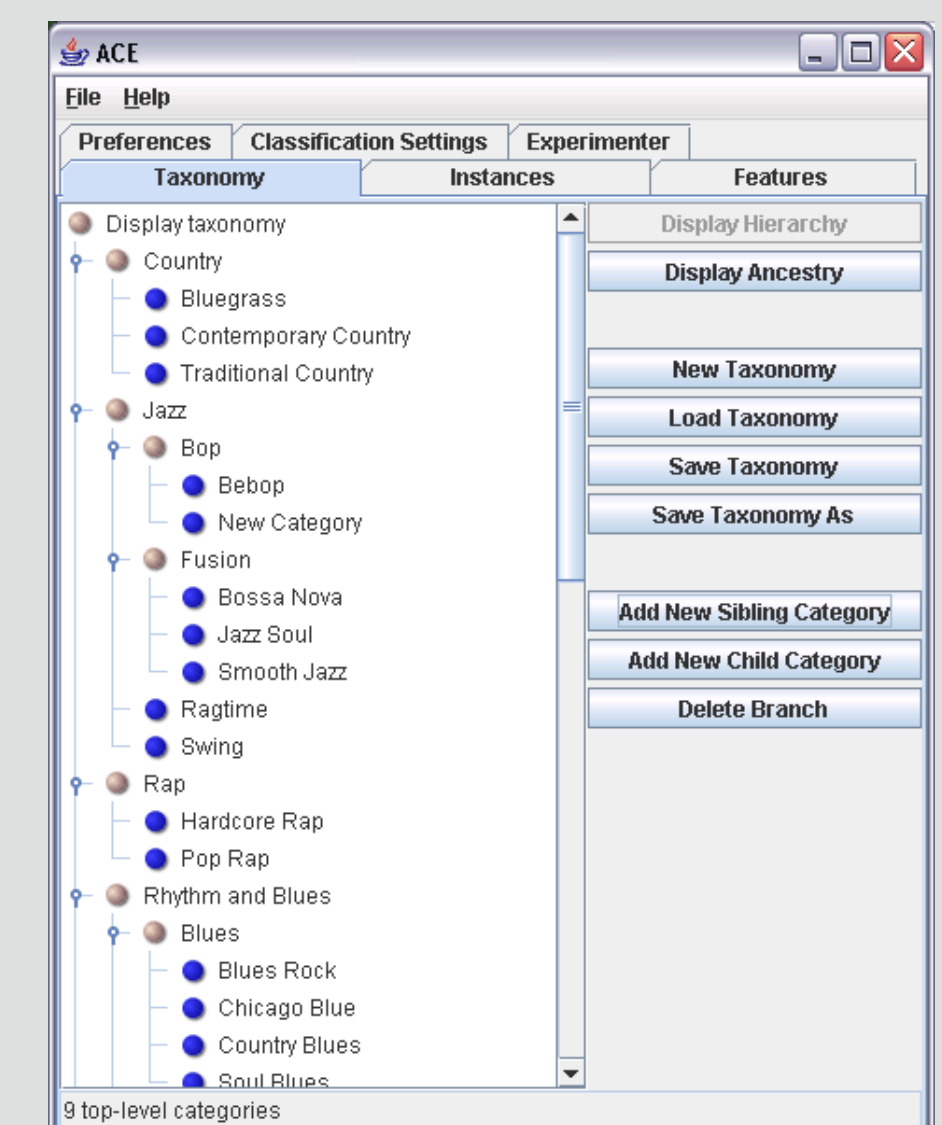 ACE
File Help
Preferences Classification Settings Experimenter
Taxonomy Instances Features
Display taxonomy
Country
Bluegrass
Contemporary Country
Traditional Country
Jazz
Bop
Bebop
New Category
Fusion
Bossa Nova
Jazz Soul
Smooth Jazz
Ragtime
Swing
Rap
Hardcore Rap
Pop Rap
Rhythm and Blues
Blues
Blues Rock
Chicago Blue
Country Blues
Soul Blues
Display Hierarchy
Display Ancestry
New Taxonomy
Load Taxonomy
Save Taxonomy
Save Taxonomy As
Add New Sibling Category
Add New Child Category
Delete Branch
9 top-level categories